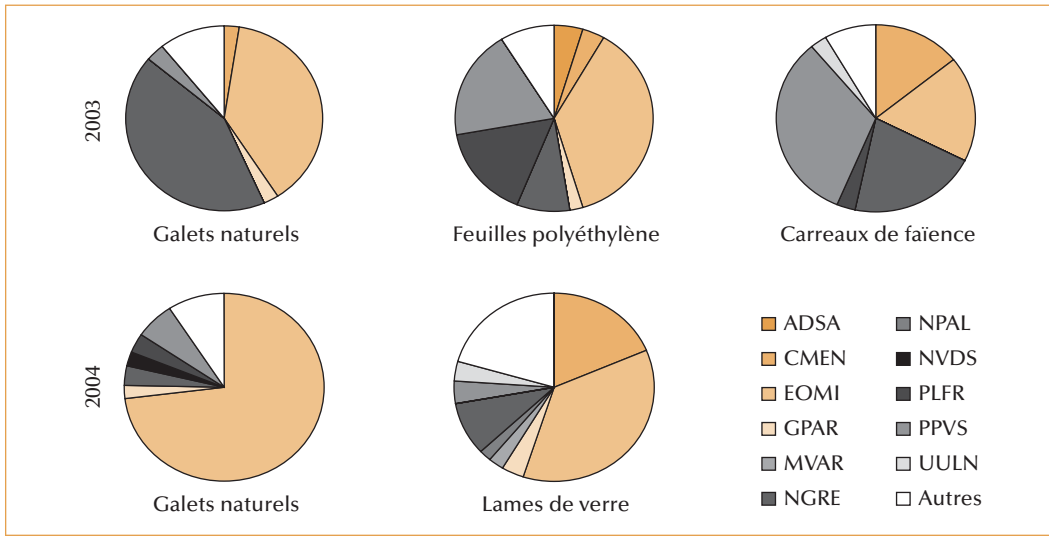 2003
Galets naturels
Feuilles polyéthylène
Carreaux de faïence
2004
Galets naturels
Lames de verre
ADSA
CMEN
EOMI
GPAR
MVAR
NGRE
NPAL
NVDS
PLFR
PPVS
UULN
Autres